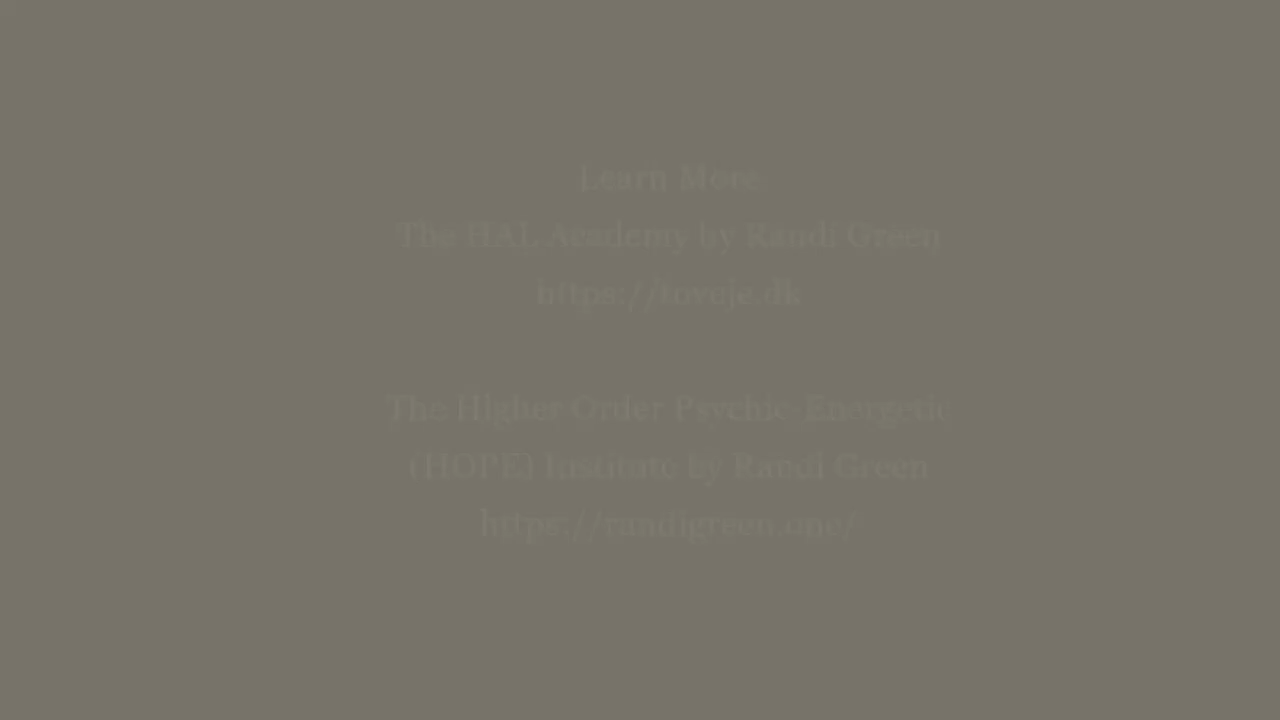 Learn More
The HAL Academy by Randi Green
https://toveje.dk
The Higher Order Psychic-Energetic
(HOPE) Institute by Randi Green
https://randigreen.one/